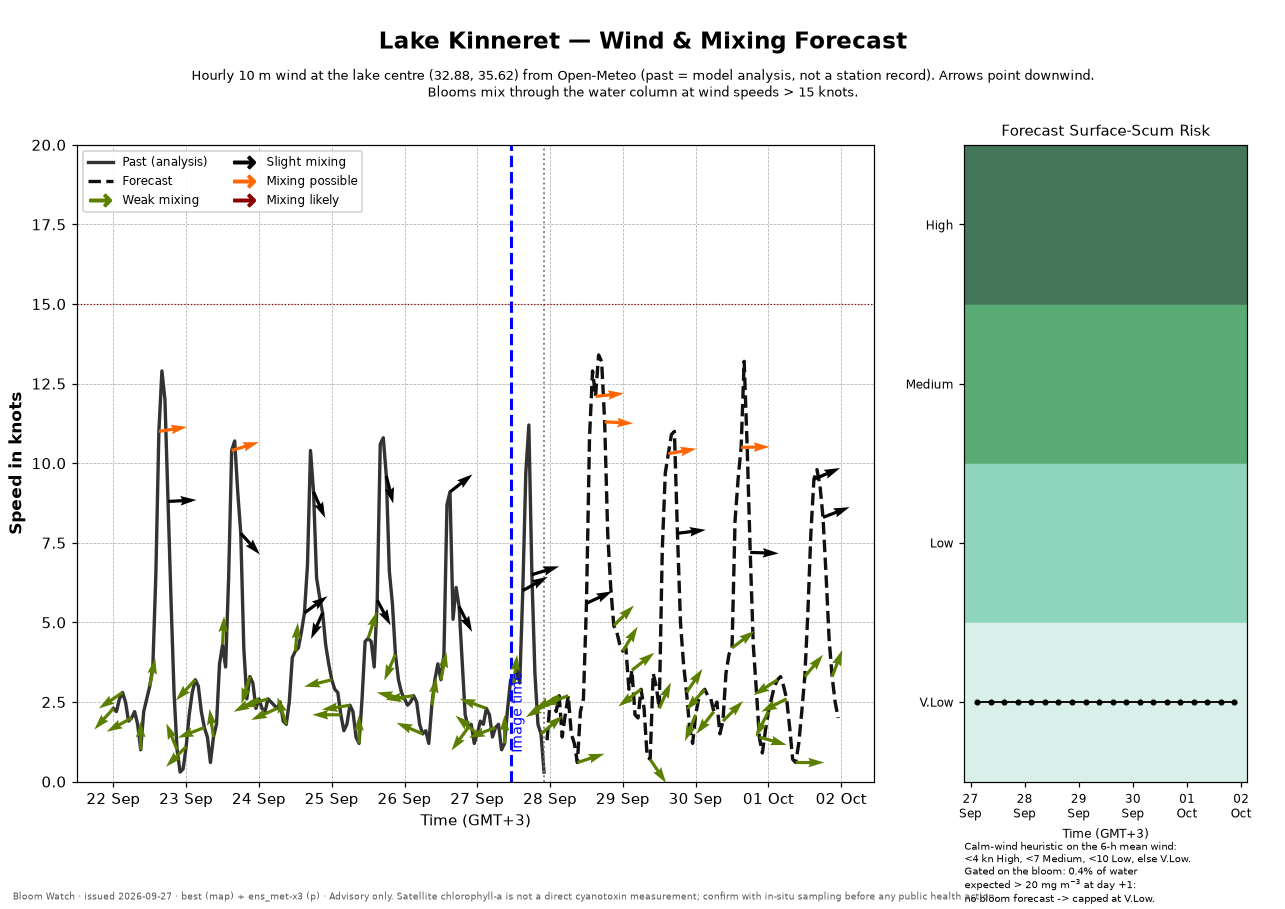 Lake Kinneret — Wind & Mixing Forecast
Hourly 10 m wind at the lake centre (32.88, 35.62) from Open-Meteo (past = model analysis, not a station record). Arrows point downwind.
Blooms mix through the water column at wind speeds > 15 knots.
Forecast Surface-Scum Risk
Past (analysis)
Forecast
Weak mixing
Slight mixing
Mixing possible
Mixing likely
Speed in knots
20.0
17.5
15.0
12.5
10.0
7.5
5.0
2.5
0.0
Image time
22 Sep 23 Sep 24 Sep 25 Sep 26 Sep 27 Sep 28 Sep 29 Sep 30 Sep 01 Oct 02 Oct
Time (GMT+3)
High
Medium
Low
V.Low
27 28 29 30 01 02
Sep Sep Sep Sep Oct Oct
Time (GMT+3)
Calm-wind heuristic on the 6-h mean wind:
<4 kn High, <7 Medium, <10 Low, else V.Low.
Gated on the bloom: 0.4% of water
expected > 20 mg m⁻³ at day +1:
no bloom forecast -> capped at V.Low.
Bloom Watch · issued 2026-09-27 · best (map) + ens_met-x3 (p) · Advisory only. Satellite chlorophyll-a is not a direct cyanotoxin measurement; confirm with in-situ sampling before any public health action.